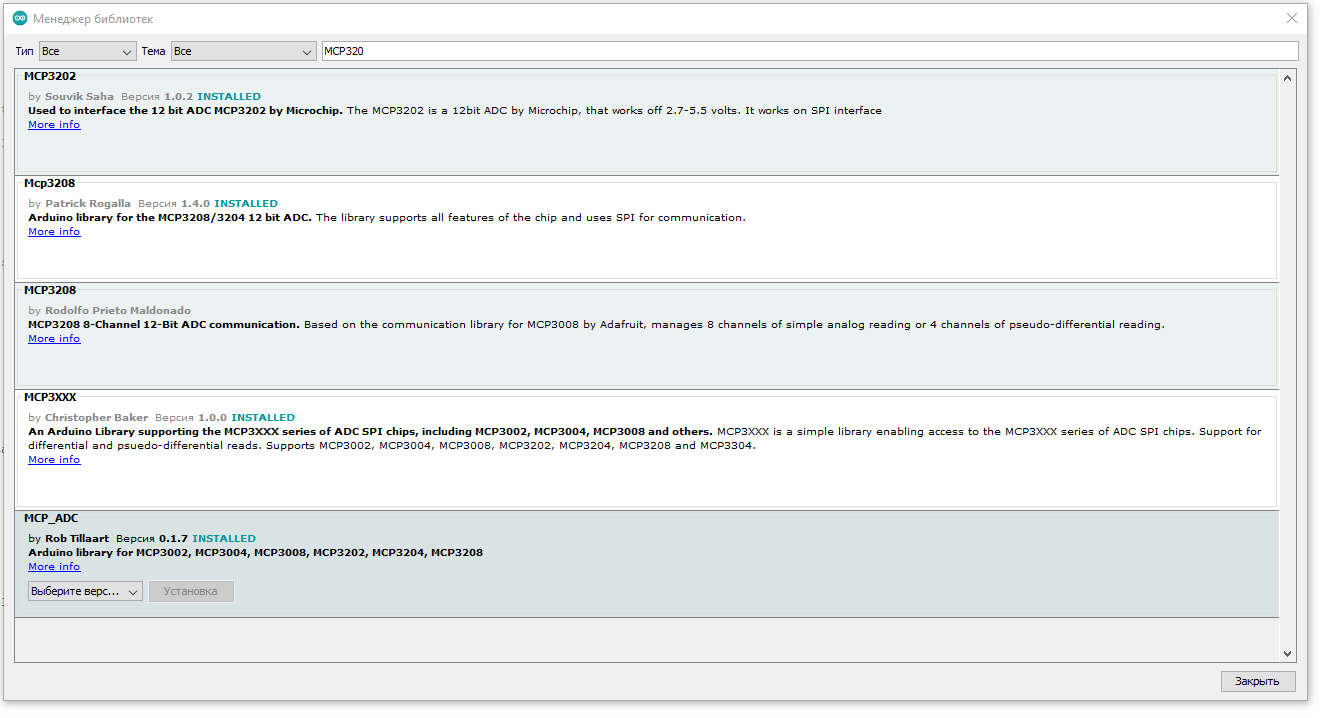 Менеджер библиотек
Тип Все Тема Все MCP320
MCP3202
by Souvik Saha Версия 1.0.2 INSTALLED
Used to interface the 12 bit ADC MCP3202 by Microchip. The MCP3202 is a 12bit ADC by Microchip, that works off 2.7-5.5 volts. It works on SPI interface
More info
Mcp3208
by Patrick Rogalla Версия 1.4.0 INSTALLED
Arduino library for the MCP3208/3204 12 bit ADC. The library supports all features of the chip and uses SPI for communication.
More info
MCP3208
by Rodolfo Prieto Maldonado
MCP3208 8-Channel 12-Bit ADC communication. Based on the communication library for MCP3008 by Adafruit, manages 8 channels of simple analog reading or 4 channels of pseudo-differential reading.
More info
MCP3XXX
by Christopher Baker Версия 1.0.0 INSTALLED
An Arduino Library supporting the MCP3XXX series of ADC SPI chips, including MCP3002, MCP3004, MCP3008 and others. MCP3XXX is a simple library enabling access to the MCP3XXX series of ADC SPI chips. Support for
differential and psuedo-differential reads. Supports MCP3002, MCP3004, MCP3008, MCP3202, MCP3204, MCP3208 and MCP3304.
More info
MCP_ADC
by Rob Tillaart Версия 0.1.7 INSTALLED
Arduino library for MCP3002, MCP3004, MCP3008, MCP3202, MCP3204, MCP3208
More info
Выберите верс... Установка
Закрыть